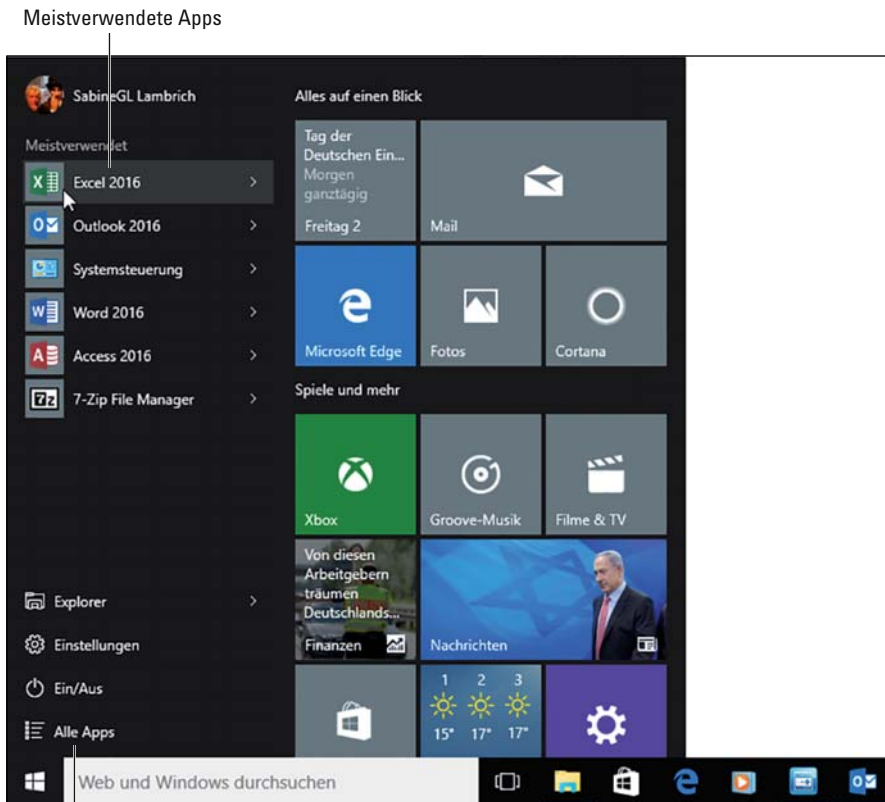 Meistverwendete Apps
SabineGL Lambrich
Meistverwendet
Excel 2016
Outlook 2016
Systemsteuerung
Word 2016
Access 2016
7-Zip File Manager
Explorer
Einstellungen
Ein/Aus
Alle Apps
Alles auf einen Blick
Tag der
Deutschen Ein...
Morgen
ganztägig
Freitag 2
Mail
Microsoft Edge
Fotos
Cortana
Spiele und mehr
Xbox
Groove-Musik
Filme & TV
Von diesen
Arbeitgebern
träumen
Deutschlands...
Finanzen
Nachrichten
1 2 3
15° 17° 17°
Web und Windows durchsuchen